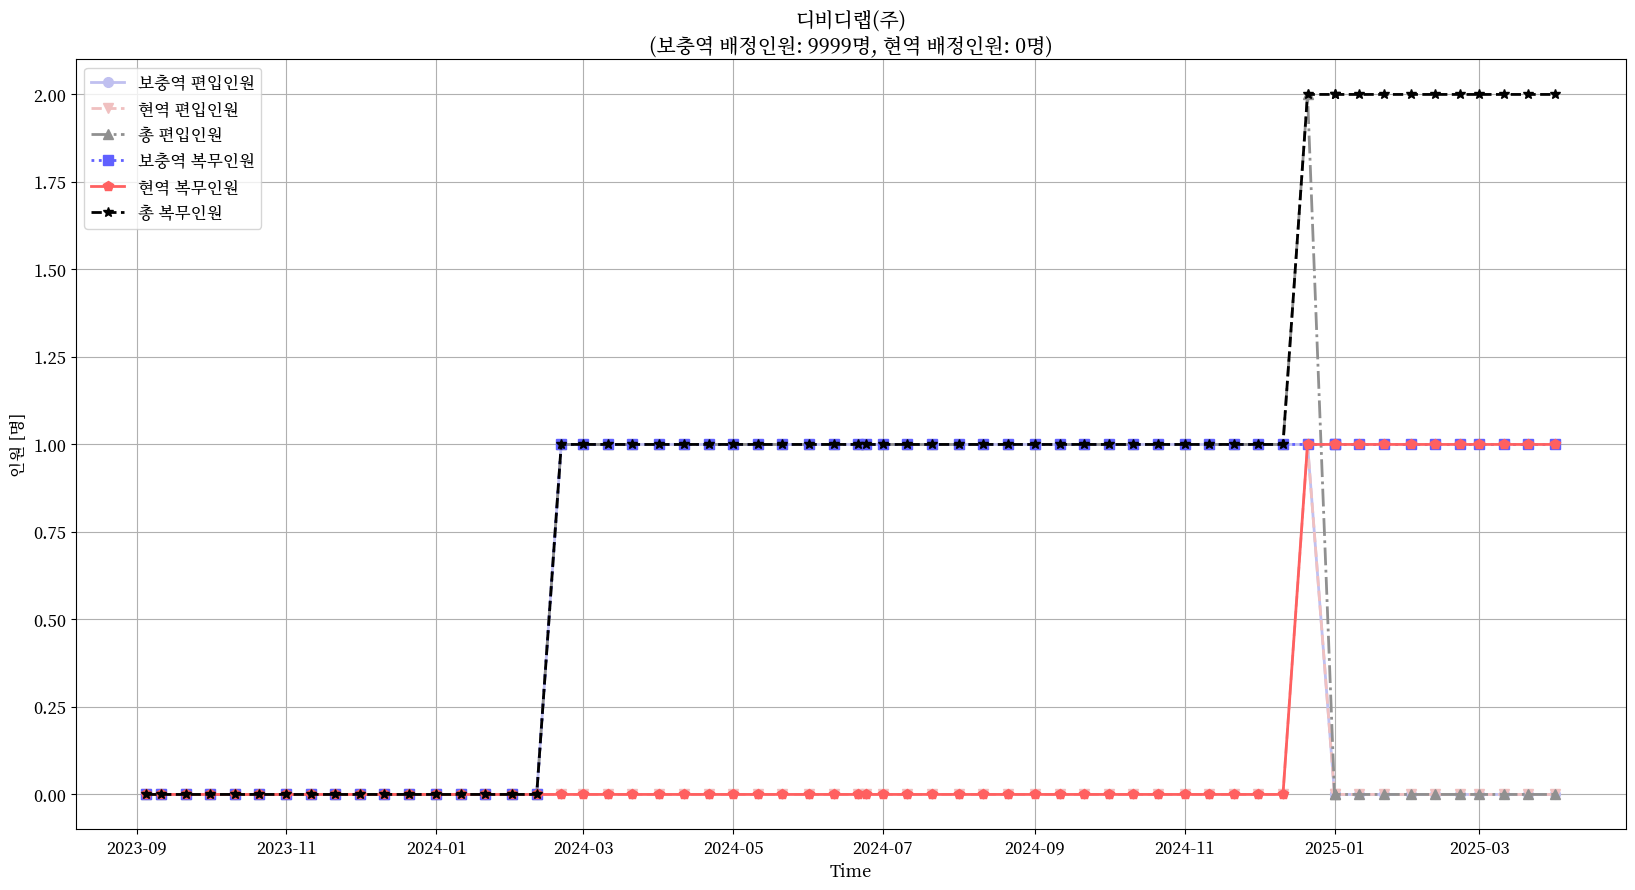 디비디랩(주)
(보충역 배정인원: 9999명, 현역 배정인원: 0명)
보충역 편입인원
현역 편입인원
총 편입인원
보충역 복무인원
현역 복무인원
총 복무인원
2.00
1.75
1.50
1.25
1.00
0.75
0.50
0.25
0.00
인원 [명]
2023-09 2023-11 2024-01 2024-03 2024-05 2024-07 2024-09 2024-11 2025-01 2025-03
Time